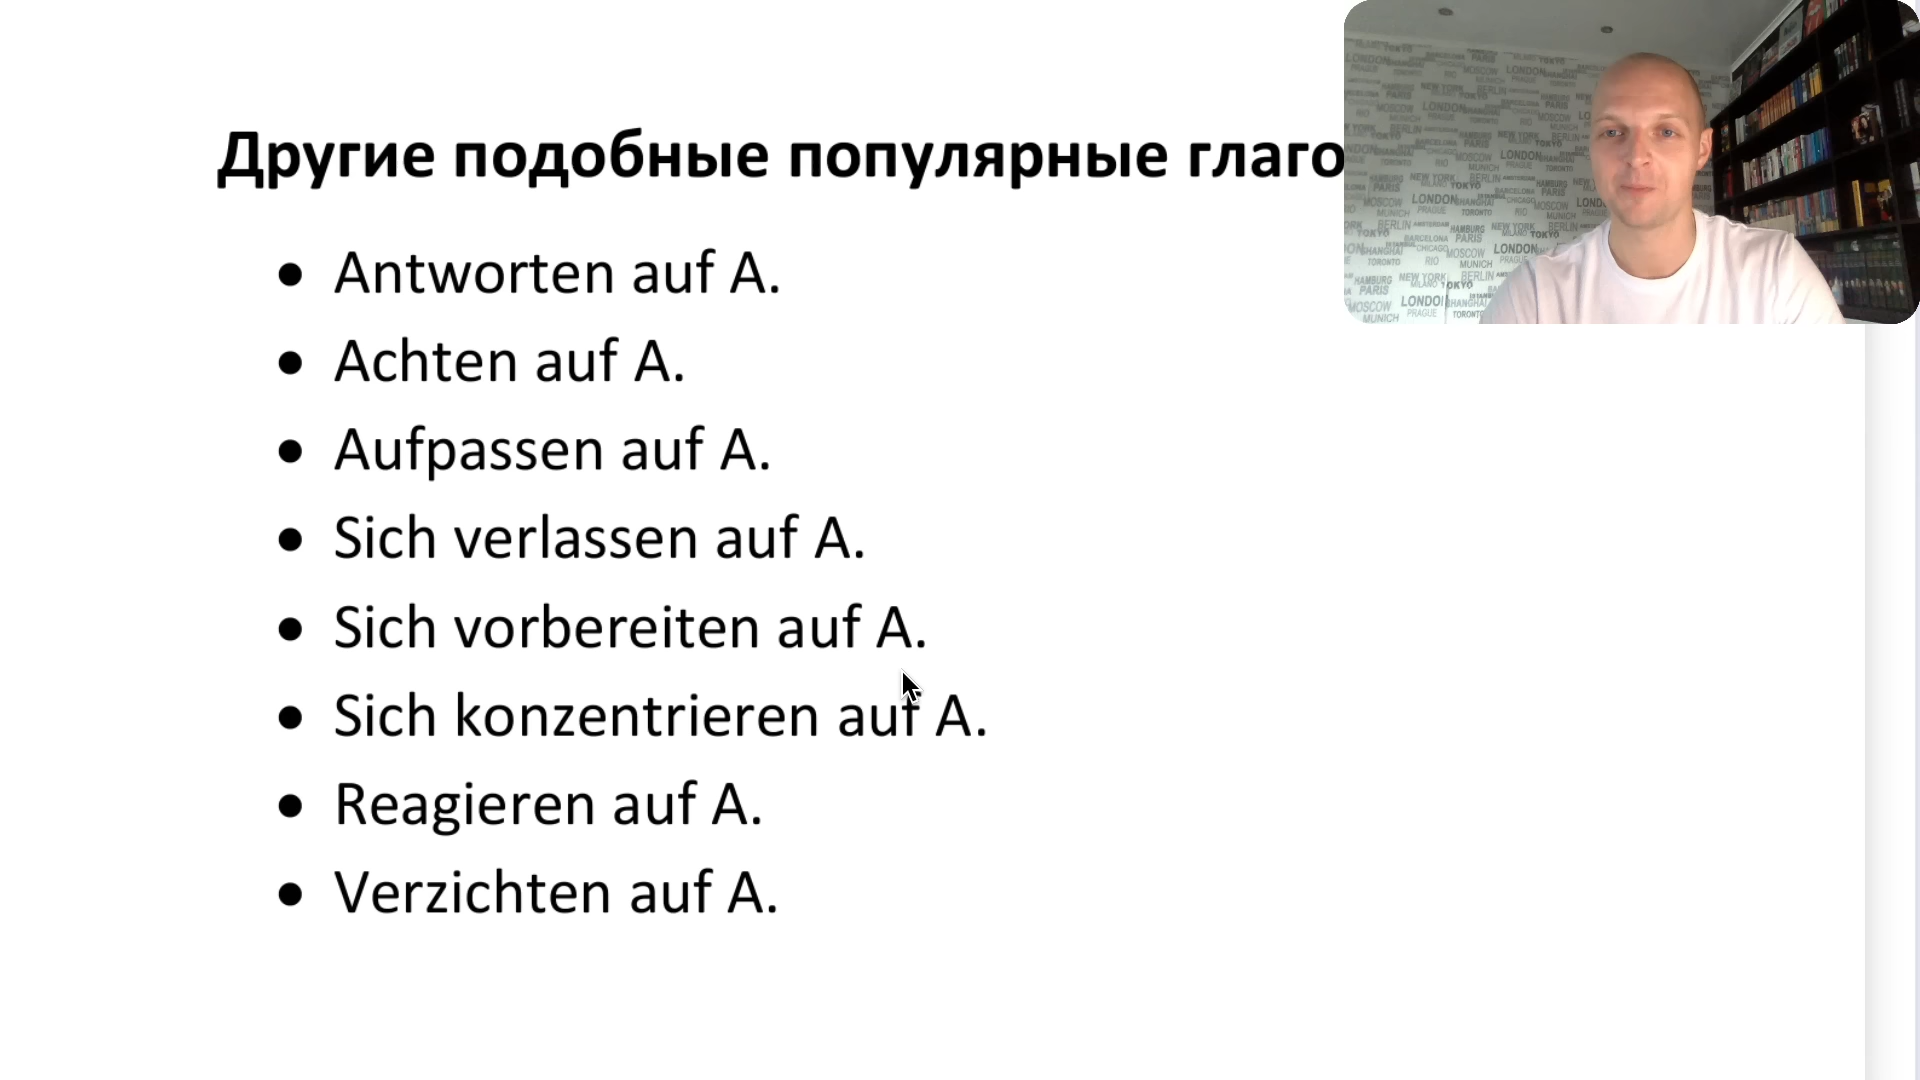 Другие подобные популярные глаго
• Antworten auf A.
• Achten auf A.
• Aufpassen auf A.
• Sich verlassen auf A.
• Sich vorbereiten auf A.
• Sich konzentrieren auf A.
• Reagieren auf A.
• Verzichten auf A.